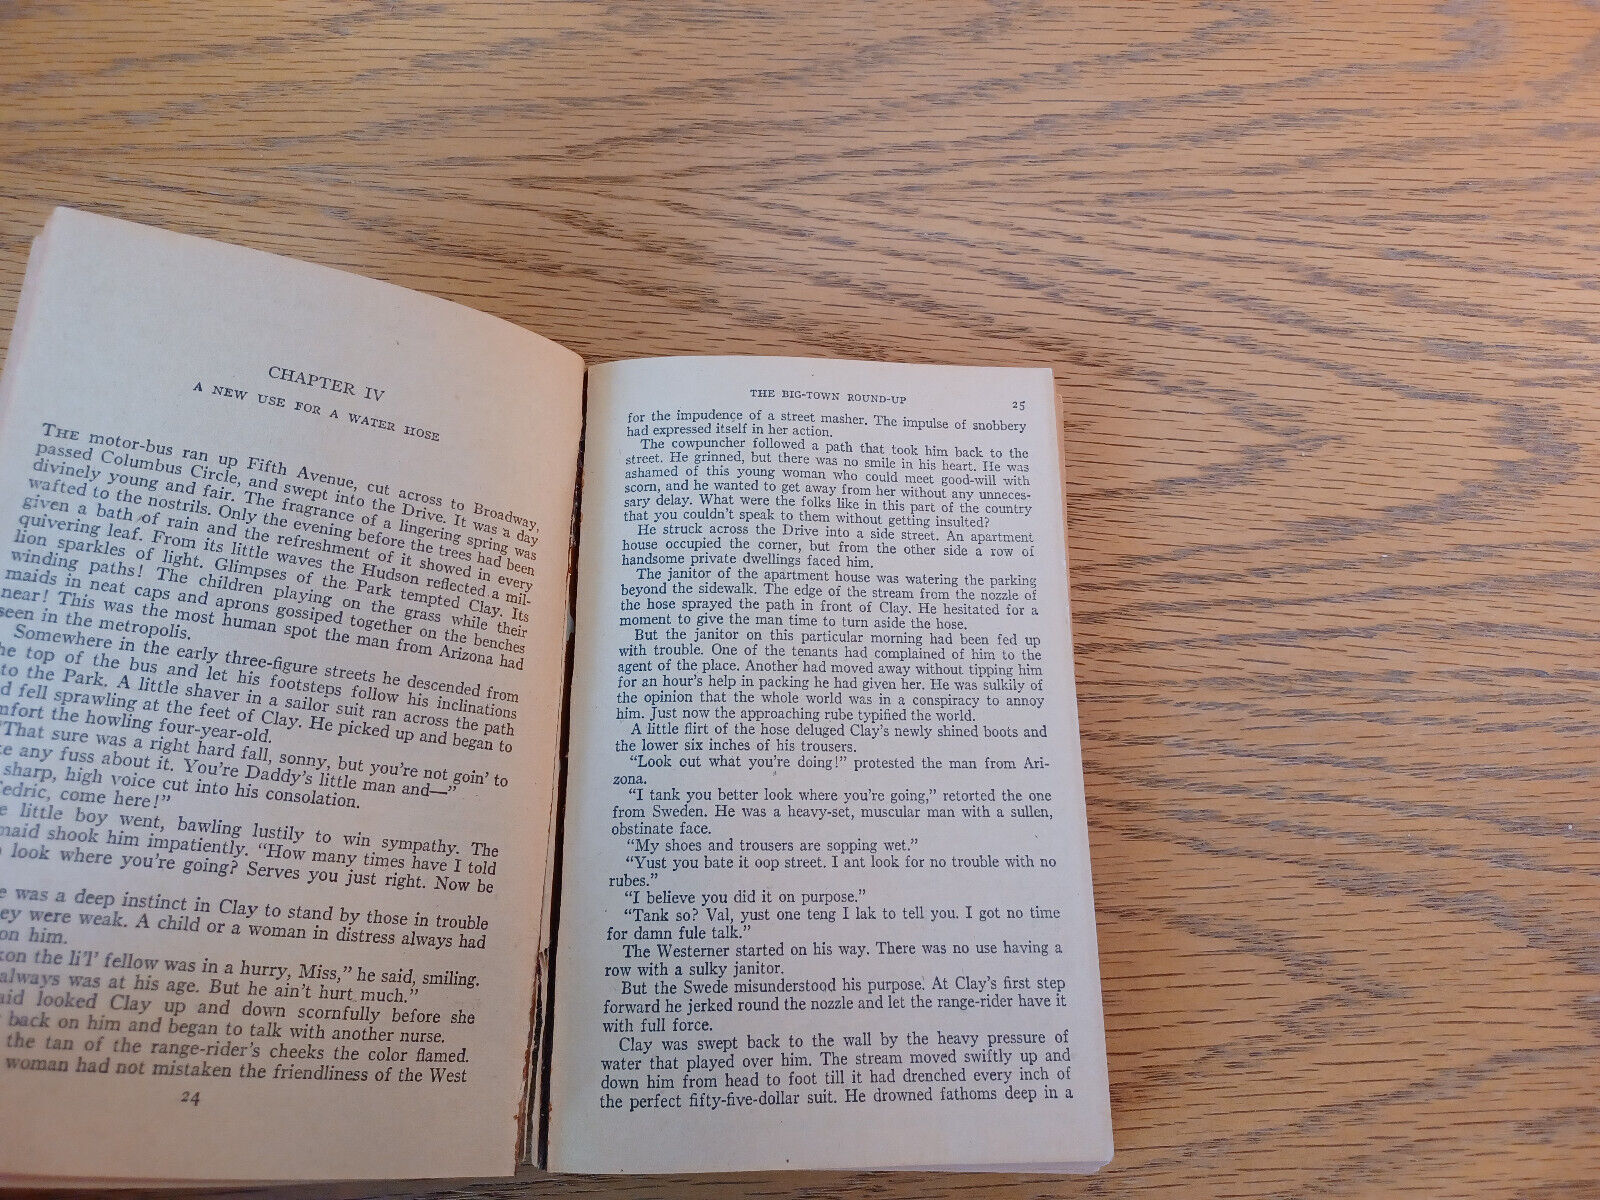 CHAPTER IV
A NEW USE FOR A WATER HOSE
THE motor-bus ran up Fifth Avenue, cut across to Broadway,
passed Columbus Circle, and swept into the Drive. It was a day
divinely young and fair. The fragrance of a lingering spring was
wafted to the nostrils. Only the evening before the trees had been
given a bath of rain and the refreshment of it showed in every
quivering leaf. From its little waves the Hudson reflected a mil-
lion sparkles of light. Glimpses of the Park tempted Clay. Its
winding paths! The children playing on the grass while their
maids in neat caps and aprons gossiped together on the benches
near! This was the most human spot the man from Arizona had
seen in the metropolis.
Somewhere in the early three-figure streets he descended from
he top of the bus and let his footsteps follow his inclinations
to the Park. A little shaver in a sailor suit ran across the path
d fell sprawling at the feet of Clay. He picked up and began to
mfort the howling four-year-old.
"That sure was a right hard fall, sonny, but you're not goin' to
ke any fuss about it. You're Daddy's little man and—"
sharp, high voice cut into his consolation.
edric, come here!"
e little boy went, bawling lustily to win sympathy. The
maid shook him impatiently. "How many times have I told
o look where you're going? Serves you just right. Now be
e was a deep instinct in Clay to stand by those in trouble
ey were weak. A child or a woman in distress always had
on him.
kon the li'l' fellow was in a hurry, Miss," he said, smiling.
always was at his age. But he ain't hurt much."
aid looked Clay up and down scornfully before she
back on him and began to talk with another nurse.
the tan of the range-rider's cheeks the color flamed.
woman had not mistaken the friendliness of the West
24
THE BIG-TOWN ROUND-UP 25
for the impudence of a street masher. The impulse of snobbery
had expressed itself in her action.
The cowpuncher followed a path that took him back to the
street. He grinned, but there was no smile in his heart. He was
ashamed of this young woman who could meet good-will with
scorn, and he wanted to get away from her without any unneces-
sary delay. What were the folks like in this part of the country
that you couldn't speak to them without getting insulted?
He struck across the Drive into a side street. An apartment
house occupied the corner, but from the other side a row of
handsome private dwellings faced him.
The janitor of the apartment house was watering the parking
beyond the sidewalk. The edge of the stream from the nozzle of
the hose sprayed the path in front of Clay. He hesitated for a
moment to give the man time to turn aside the hose.
But the janitor on this particular morning had been fed up
with trouble. One of the tenants had complained of him to the
agent of the place. Another had moved away without tipping him
for an hour's help in packing he had given her. He was sulkily of
the opinion that the whole world was in a conspiracy to annoy
him. Just now the approaching rube typified the world.
A little flirt of the hose deluged Clay's newly shined boots and
the lower six inches of his trousers.
"Look out what you're doing!" protested the man from Ari-
zona.
"I tank you better look where you're going," retorted the one
from Sweden. He was a heavy-set, muscular man with a sullen,
obstinate face.
"My shoes and trousers are sopping wet."
"Yust you bate it oop street. I ant look for no trouble with no
rubes."
"I believe you did it on purpose."
"Tank so? Val, yust one teng I lak to tell you. I got no time
for damn fule talk."
The Westerner started on his way. There was no use having a
row with a sulky janitor.
But the Swede misunderstood his purpose. At Clay's first step
forward he jerked round the nozzle and let the range-rider have it
with full force.
Clay was swept back to the wall by the heavy pressure of
water that played over him. The stream moved swiftly up and
down him from head to foot till it had drenched every inch of
the perfect fifty-five-dollar suit. He drowned fathoms deep in a